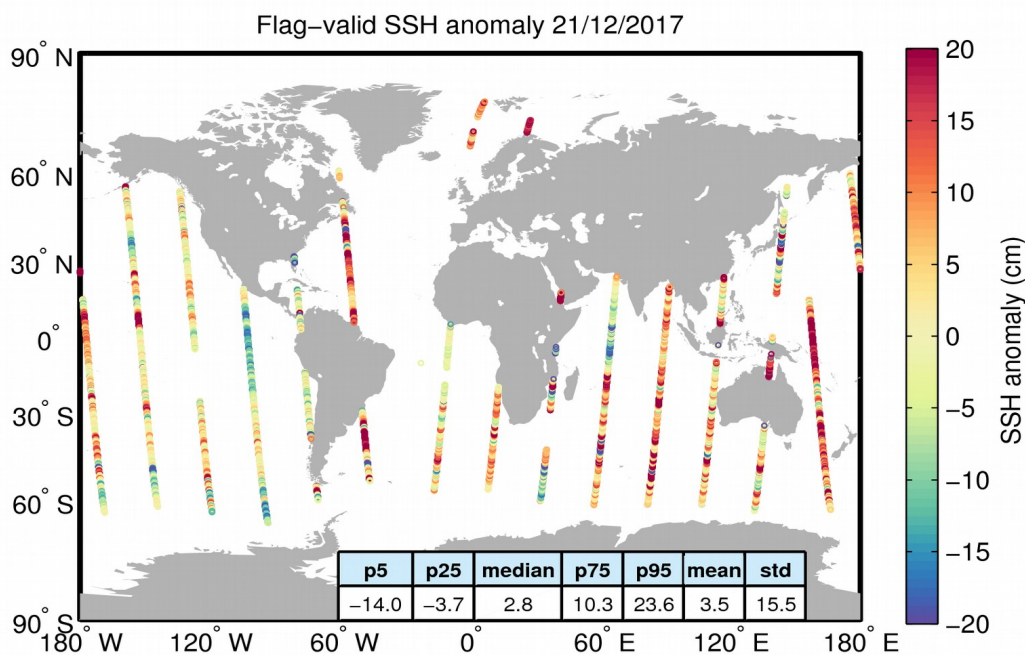 Flag−valid SSH anomaly 21/12/2017
90° N
60° N
30° N
0°
30° S
60° S
90° S
180° W
120° W
60° W
0°
60° E
120° E
180° E
p5 p25 median p75 p95 mean std
−14.0 −3.7 2.8 10.3 23.6 3.5 15.5
20
15
10
5
0
−5
−10
−15
−20
SSH anomaly (cm)